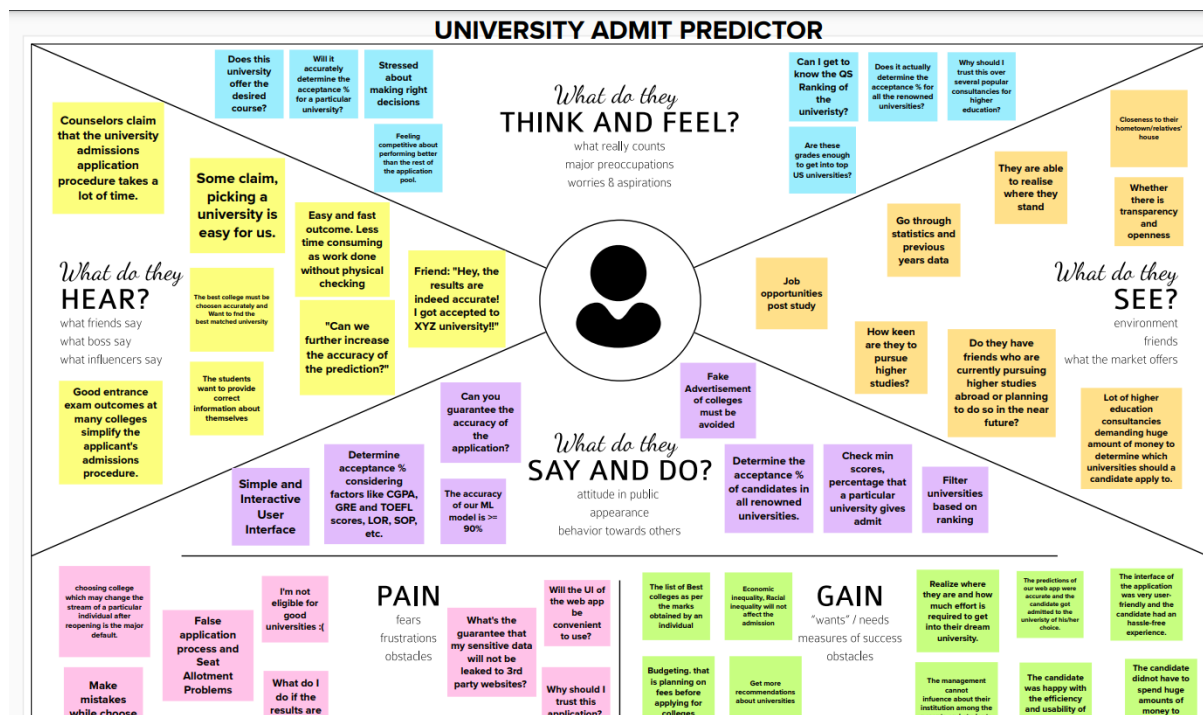 UNIVERSITY ADMIT PREDICTOR
Does this
university
offer the
desired
course?
Will it
accurately
determine the
acceptance %
for a particular
university?
Stressed
about
making right
decisions
Feeling
competitive about
performing better
than the rest of
the application
pool.
What do they
THINK AND FEEL?
what really counts
major preoccupations
worries & aspirations
Can I get to
know the QS
Ranking of
the
univeristy?
Does it actually
determine the
acceptance % for
all the renowned
universities?
Why should I
trust this over
several popular
consultancies for
higher
education?
Are these
grades enough
to get into top
US universities?
Counselors claim
that the university
admissions
application
procedure takes a
lot of time.
Some claim,
picking a
university is
easy for us.
Easy and fast
outcome. Less
time consuming
as work done
without physical
checking
Friend: "Hey, the
results are
indeed accurate!
I got accepted to
XYZ university!!"
What do they
HEAR?
what friends say
what boss say
what influencers say
The best college must be
choosen accurately and
Want to fnd the
best matched university
"Can we
further increase
the accuracy of
the prediction?"
The students
want to provide
correct
information about
themselves
Good entrance
exam outcomes at
many colleges
simplify the
applicant's
admissions
procedure.
Closeness to their
hometown/relatives'
house
They are able
to realise
where they
stand
Whether
there is
transparency
and
openness
Go through
statistics and
previous
years data
Job
opportunities
post study
What do they
SEE?
environment
friends
what the market offers
How keen
are they to
pursue
higher
studies?
Do they have
friends who are
currently pursuing
higher studies
abroad or planning
to do so in the near
future?
Lot of higher
education
consultancies
demanding huge
amount of money to
determine which
universities should a
candidate apply to.
Can you
guarantee the
accuracy of
the
application?
Fake
Advertisement
of colleges
must be
avoided
What do they
SAY AND DO?
attitude in public
appearance
behavior towards others
Simple and
Interactive
User
Interface
Determine
acceptance %
considering
factors like CGPA,
GRE and TOEFL
scores, LOR, SOP,
etc.
The accuracy
of our ML
model is >=
90%
Determine the
acceptance %
of candidates in
all renowned
universities.
Check min
scores,
percentage that
a particular
university gives
admit
Filter
universities
based on
ranking
PAIN
fears
frustrations
obstacles
choosing college
which may change the
stream of a particular
individual after
reopening is the major
default.
False
application
process and
Seat
Allotment
Problems
I'm not
eligible for
good
universities :(
Make
mistakes
while choose
What do I
do if the
results are
What's the
guarantee that
my sensitive data
will not be
leaked to 3rd
party websites?
Will the UI of
the web app
be
convenient
to use?
Why should I
trust this
application?
GAIN
"wants" / needs
measures of success
obstacles
The list of Best
colleges as per
the marks
obtained by an
individual
Economic
inequality, Racial
inequality will not
affect the
admission
Budgeting. that
is planning on
fees before
applying for
colleges
Get more
recommendations
about universities
Realize where
they are and
how much
effort is
required to get
into their dream
university.
The predictions of
our web app were
accurate and the
candidate got
admitted to the
univeristy of his/her
choice.
The interface of
the application
was very user-
friendly and the
candidate had an
hassle-free
experience.
The management
cannot
infuence about their
institution among the
The candidate
was happy with
the efficiency
and usability of
The candidate
didnot have to
spend huge
amounts of
money to